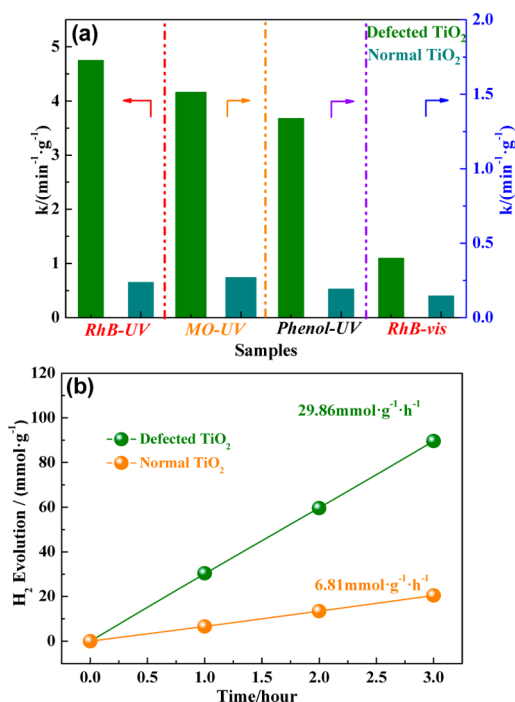 (a)
Defected TiO2
Normal TiO2
k/(min-1·g-1)
5
4
3
2
1
0
2.0
1.5
1.0
0.5
0.0
k/(min-1·g-1)
RhB-UV MO-UV Phenol-UV RhB-vis
Samples
(b)
H2 Evolution / (mmol·g-1)
120
100
80
60
40
20
0
29.86mmol·g-1·h-1
Defected TiO2
Normal TiO2
6.81mmol·g-1·h-1
0.0 0.5 1.0 1.5 2.0 2.5 3.0
Time/hour